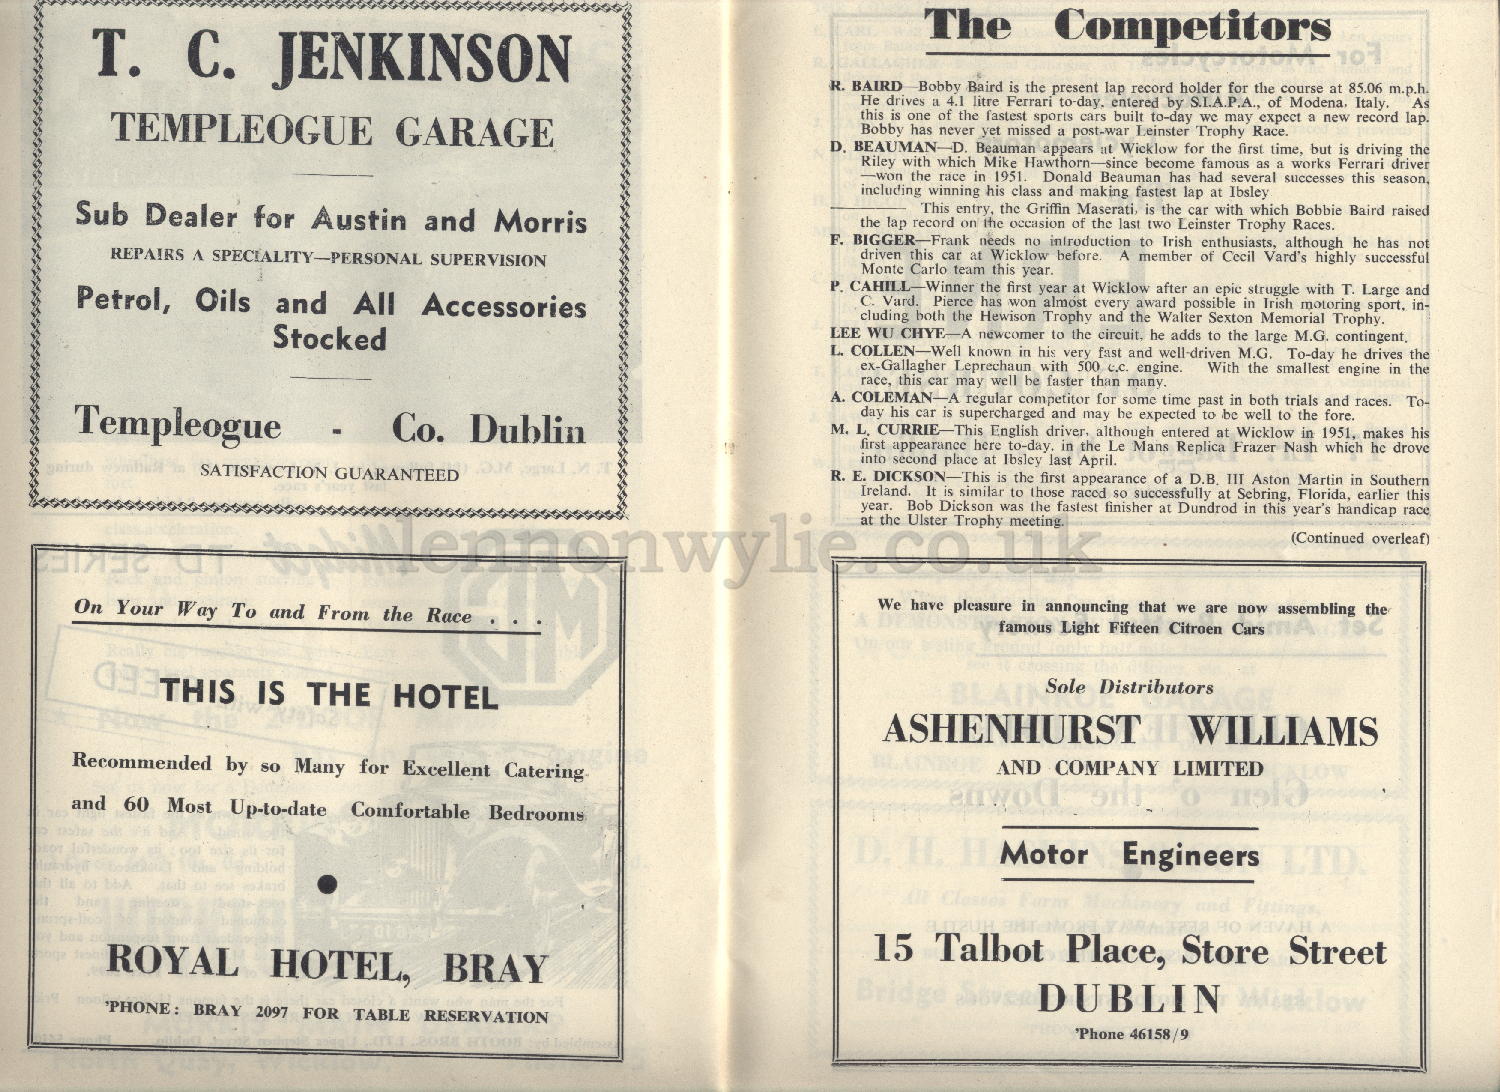 T. C. JENKINSON
TEMPLEOGUE GARAGE
Sub Dealer for Austin and Morris
REPAIRS A SPECIALITY—PERSONAL SUPERVISION
Petrol, Oils and All Accessories
Stocked
Templeogue - Co. Dublin
SATISFACTION GUARANTEED
On Your Way To and From the Race . . .
THIS IS THE HOTEL
Recommended by so Many for Excellent Catering
and 60 Most Up-to-date Comfortable Bedrooms
ROYAL HOTEL, BRAY
'PHONE: BRAY 2097 FOR TABLE RESERVATION
The Competitors
R. BAIRD—Bobby Baird is the present lap record holder for the course at 85.06 m.p.h.
He drives a 4.1 litre Ferrari to-day, entered by S.I.A.P.A., of Modena, Italy. As
this is one of the fastest sports cars built to-day we may expect a new record lap.
Bobby has never yet missed a post-war Leinster Trophy Race.
D. BEAUMAN—D. Beauman appears at Wicklow for the first time, but is driving the
Riley with which Mike Hawthorn—since become famous as a works Ferrari driver
—won the race in 1951. Donald Beauman has had several successes this season,
including winning his class and making fastest lap at Ibsley
This entry, the Griffin Maserati, is the car with which Bobbie Baird raised
the lap record on the occasion of the last two Leinster Trophy Races.
F. BIGGER—Frank needs no introduction to Irish enthusiasts, although he has not
driven this car at Wicklow before. A member of Cecil Vard's highly successful
Monte Carlo team this year.
P. CAHILL—Winner the first year at Wicklow after an epic struggle with T. Large and
C. Vard. Pierce has won almost every award possible in Irish motoring sport, in-
cluding both the Hewison Trophy and the Walter Sexton Memorial Trophy.
LEE WU CHYE—A newcomer to the circuit, he adds to the large M.G. contingent.
L. COLLEN—Well known in his very fast and well-driven M.G. To-day he drives the
ex-Gallagher Leprechaun with 500 c.c. engine. With the smallest engine in the
race, this car may well be faster than many.
A. COLEMAN—A regular competitor for some time past in both trials and races. To-
day his car is supercharged and may be expected to be well to the fore.
M. L. CURRIE—This English driver, although entered at Wicklow in 1951, makes his
first appearance here to-day, in the Le Mans Replica Frazer Nash which he drove
into second place at Ibsley last April.
R. E. DICKSON—This is the first appearance of a D.B. III Aston Martin in Southern
Ireland. It is similar to those raced so successfully at Sebring, Florida, earlier this
year. Bob Dickson was the fastest finisher at Dundrod in this year's handicap race
at the Ulster Trophy meeting.
(Continued overleaf)
lennonwylie.co.uk
We have pleasure in announcing that we are now assembling the
famous Light Fifteen Citroen Cars
Sole Distributors
ASHENHURST WILLIAMS
AND COMPANY LIMITED
Motor Engineers
15 Talbot Place, Store Street
DUBLIN
'Phone 46158/9